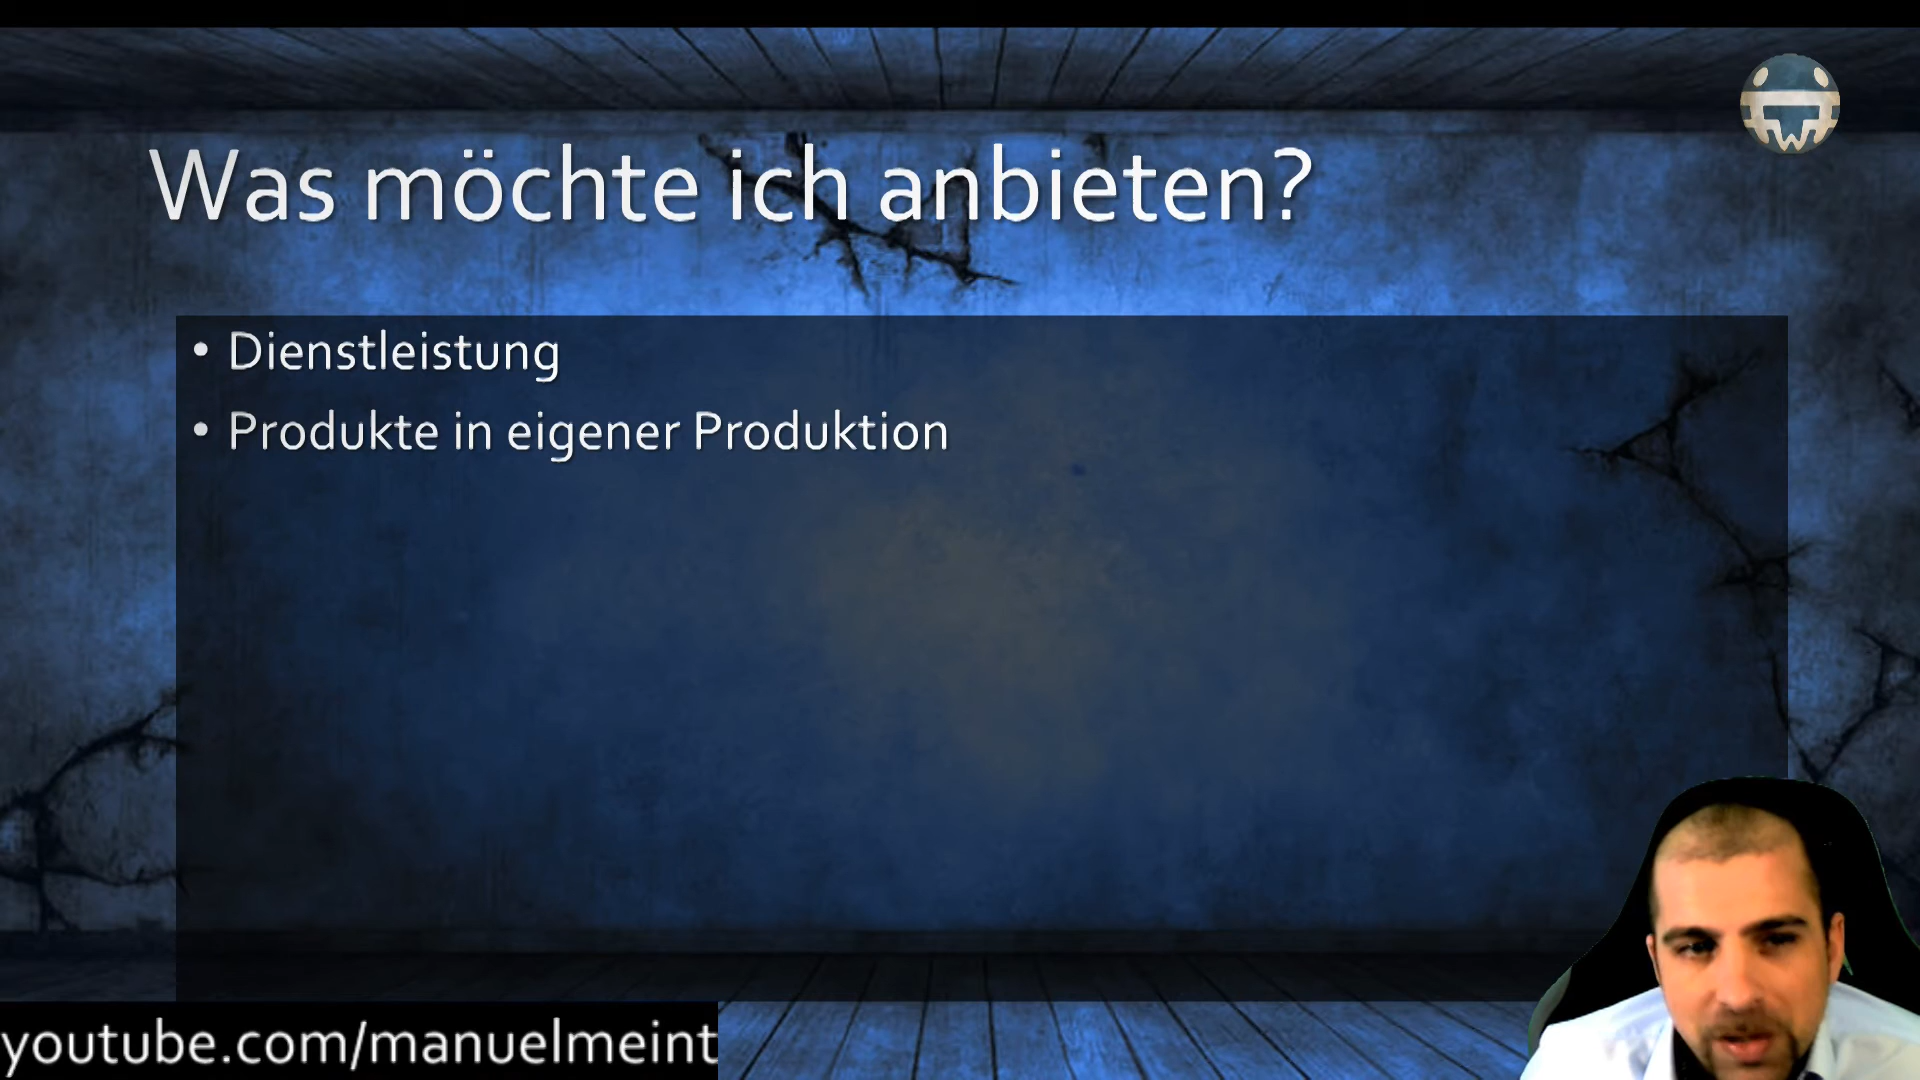 Was möchte ich anbieten?
• Dienstleistung
• Produkte in eigener Produktion
youtube.com/manuelmeint